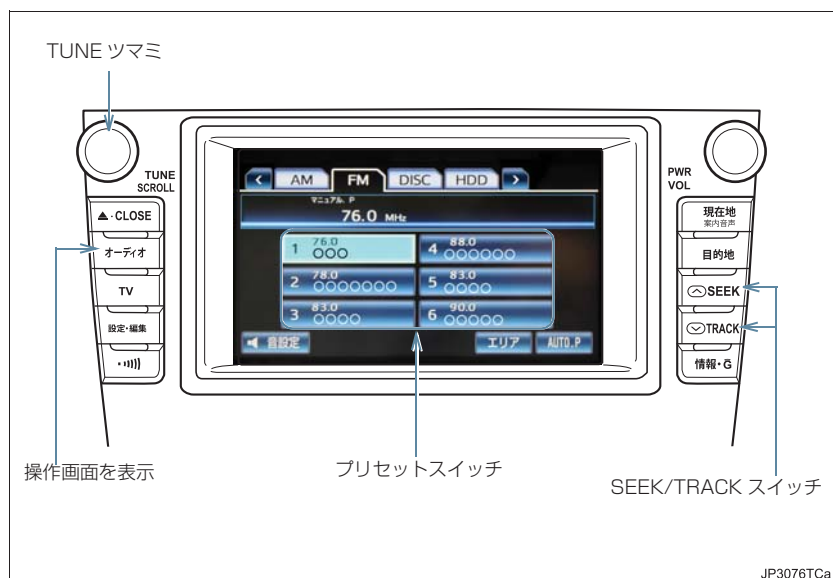 TUNE ツマミ
TUNE
SCROLL
PWR
VOL
▲・CLOSE
オーディオ
TV
設定・編集
・ıı))
< AM FM DISC HDD >
マニュアル. P
76.0 MHz
1 76.0 ○○○
4 88.0 ○○○○○○
2 78.0 ○○○○○○○
5 83.0 ○○○○
3 83.0 ○○○○
6 90.0 ○○○○○
音設定 エリア AUTO.P
現在地
案内音声
目的地
SEEK
TRACK
情報・G
操作画面を表示
プリセットスイッチ
SEEK/TRACK スイッチ
JP3076TCa